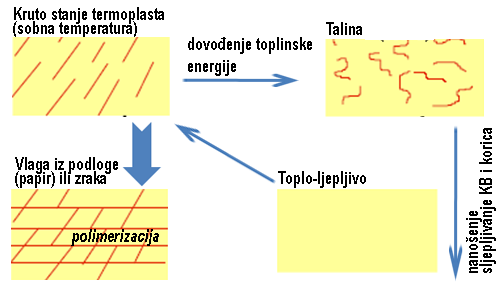 Kruto stanje termoplasta
(sobna temperatura)
dovođenje toplinske
energije
Talina
Vlaga iz podloge
(papir) ili zraka
polimerizacija
Toplo-ljepljivo
nanošenje
sljepljivanje KB i korica